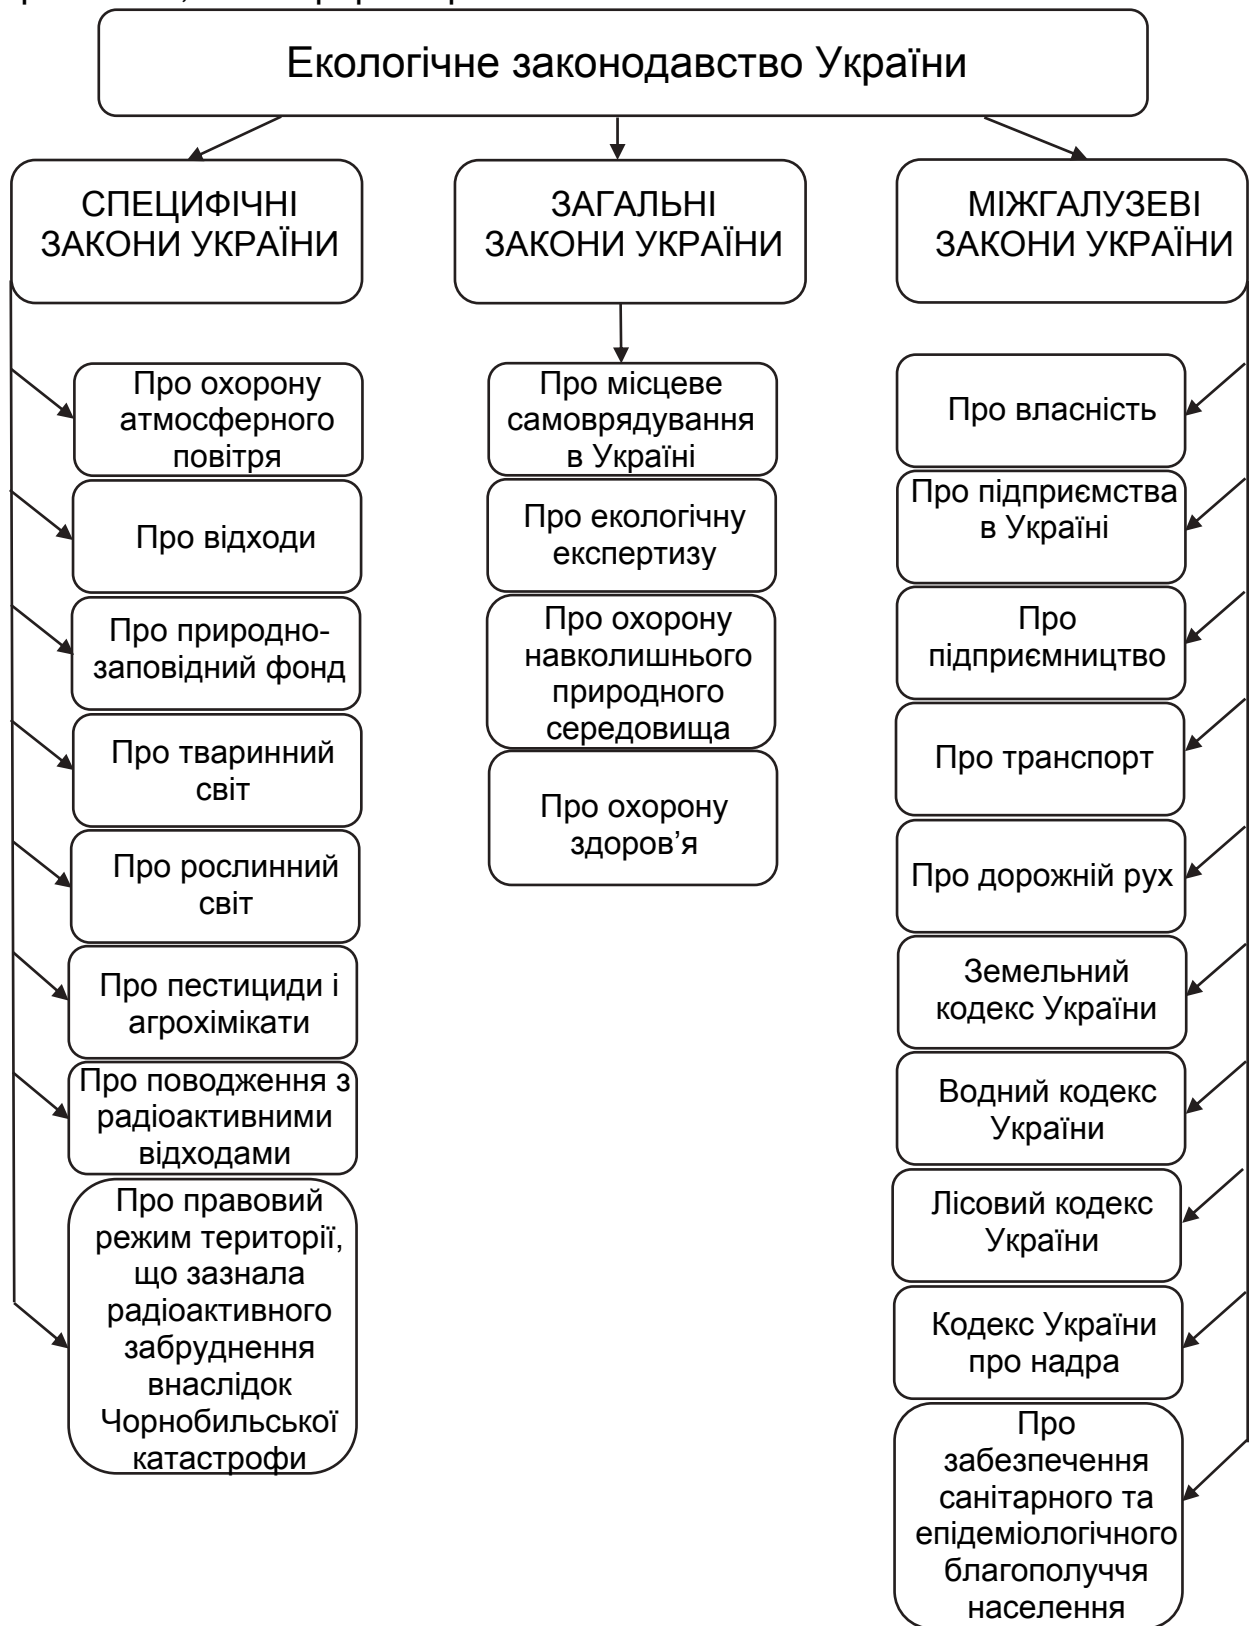 Екологічне законодавство України
СПЕЦИФІЧНІ
ЗАКОНИ УКРАЇНИ
ЗАГАЛЬНІ
ЗАКОНИ УКРАЇНИ
МІЖГАЛУЗЕВІ
ЗАКОНИ УКРАЇНИ
Про охорону
атмосферного
повітря
Про відходи
Про природно-
заповідний фонд
Про тваринний
світ
Про рослинний
світ
Про пестициди і
агрохімікати
Про поводження з
радіоактивними
відходами
Про правовий
режим території,
що зазнала
радіоактивного
забруднення
внаслідок
Чорнобильської
катастрофи
Про місцеве
самоврядування
в Україні
Про екологічну
експертизу
Про охорону
навколишнього
природного
середовища
Про охорону
здоров’я
Про власність
Про підприємства
в Україні
Про
підприємництво
Про транспорт
Про дорожній рух
Земельний
кодекс України
Водний кодекс
України
Лісовий кодекс
України
Кодекс України
про надра
Про
забезпечення
санітарного та
епідеміологічного
благополуччя
населення